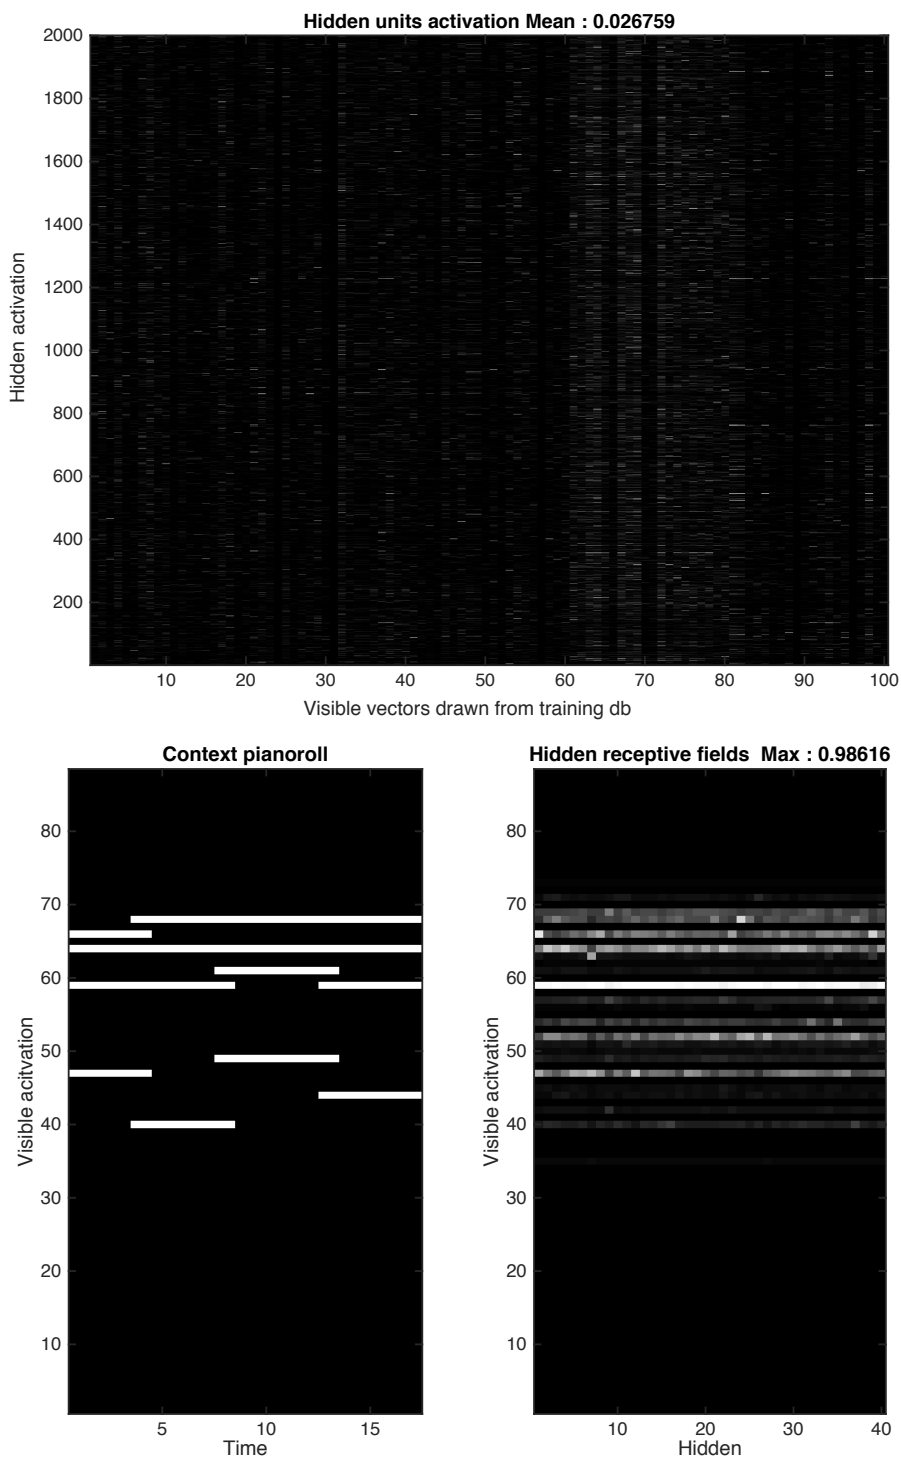 Hidden units activation Mean : 0.026759
Hidden activation
2000
1800
1600
1400
1200
1000
800
600
400
200
10 20 30 40 50 60 70 80 90 100
Visible vectors drawn from training db
Context pianoroll
Visible acitvation
80
70
60
50
40
30
20
10
5 10 15
Time
Hidden receptive fields Max : 0.98616
Visible acitvation
80
70
60
50
40
30
20
10
10 20 30 40
Hidden